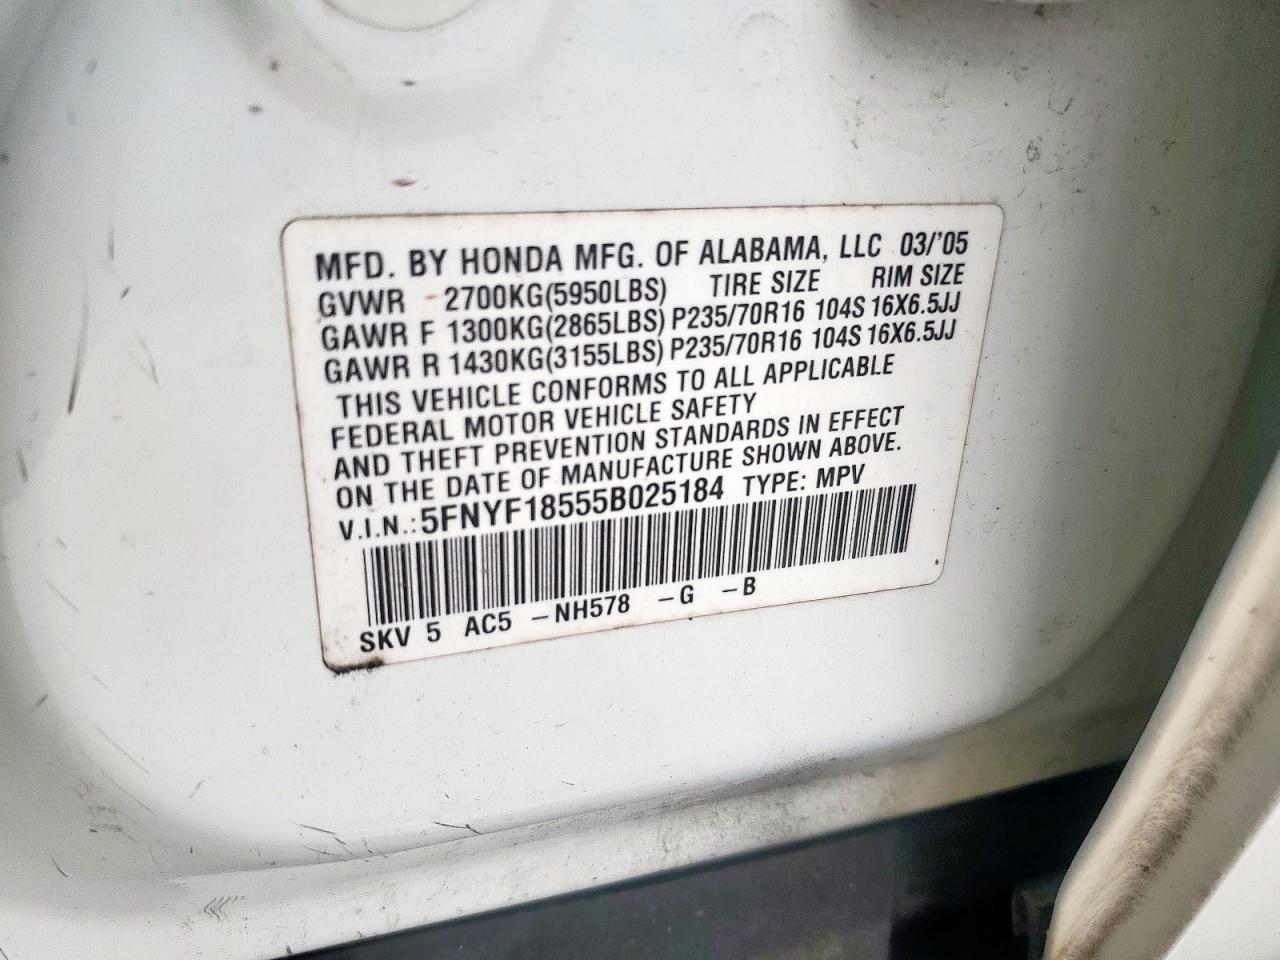 MFD. BY HONDA MFG. OF ALABAMA, LLC 03/'05
GVWR - 2700KG(5950LBS) TIRE SIZE RIM SIZE
GAWR F 1300KG(2865LBS) P235/70R16 104S 16X6.5JJ
GAWR R 1430KG(3155LBS) P235/70R16 104S 16X6.5JJ
THIS VEHICLE CONFORMS TO ALL APPLICABLE
FEDERAL MOTOR VEHICLE SAFETY
AND THEFT PREVENTION STANDARDS IN EFFECT
ON THE DATE OF MANUFACTURE SHOWN ABOVE.
V.I.N.: 5FNYF18555B025184 TYPE: MPV
SKV 5 AC5 -NH578 -G -B